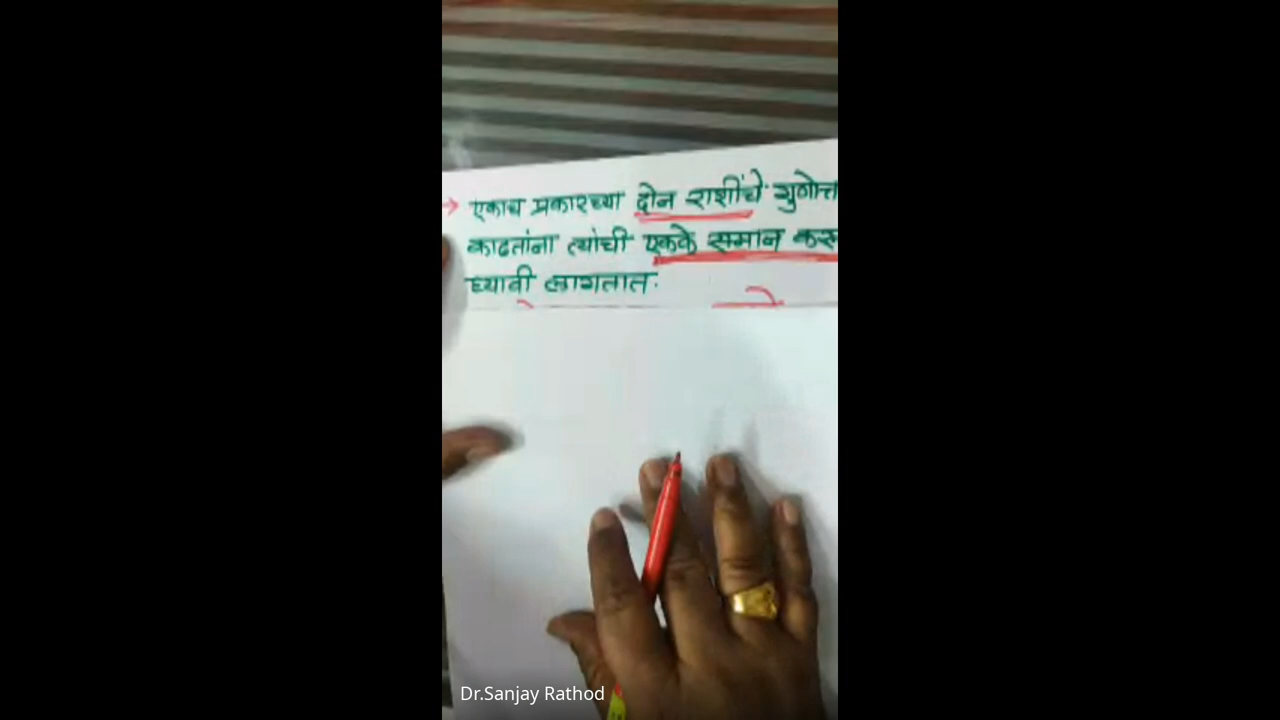 → एकाच प्रकारच्या दोन राशींचे गुणोत्त
काढतांना त्यांची एकके समान करू
घ्यावी लागतात.
Dr.Sanjay Rathod